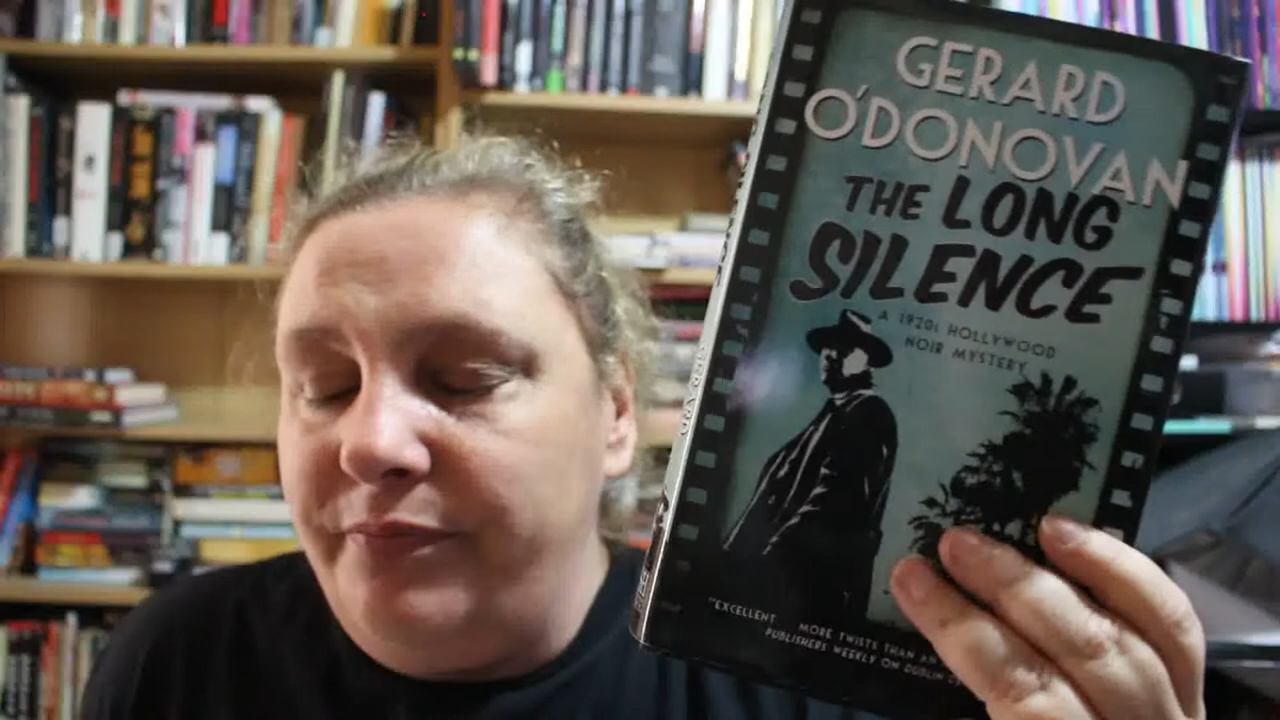 GERARD
O'DONOVAN
THE LONG
SILENCE
A 1920s HOLLYWOOD
NOIR MYSTERY
"EXCELLENT MORE TWISTS THAN AN
PUBLISHERS WEEKLY ON DUBLIN